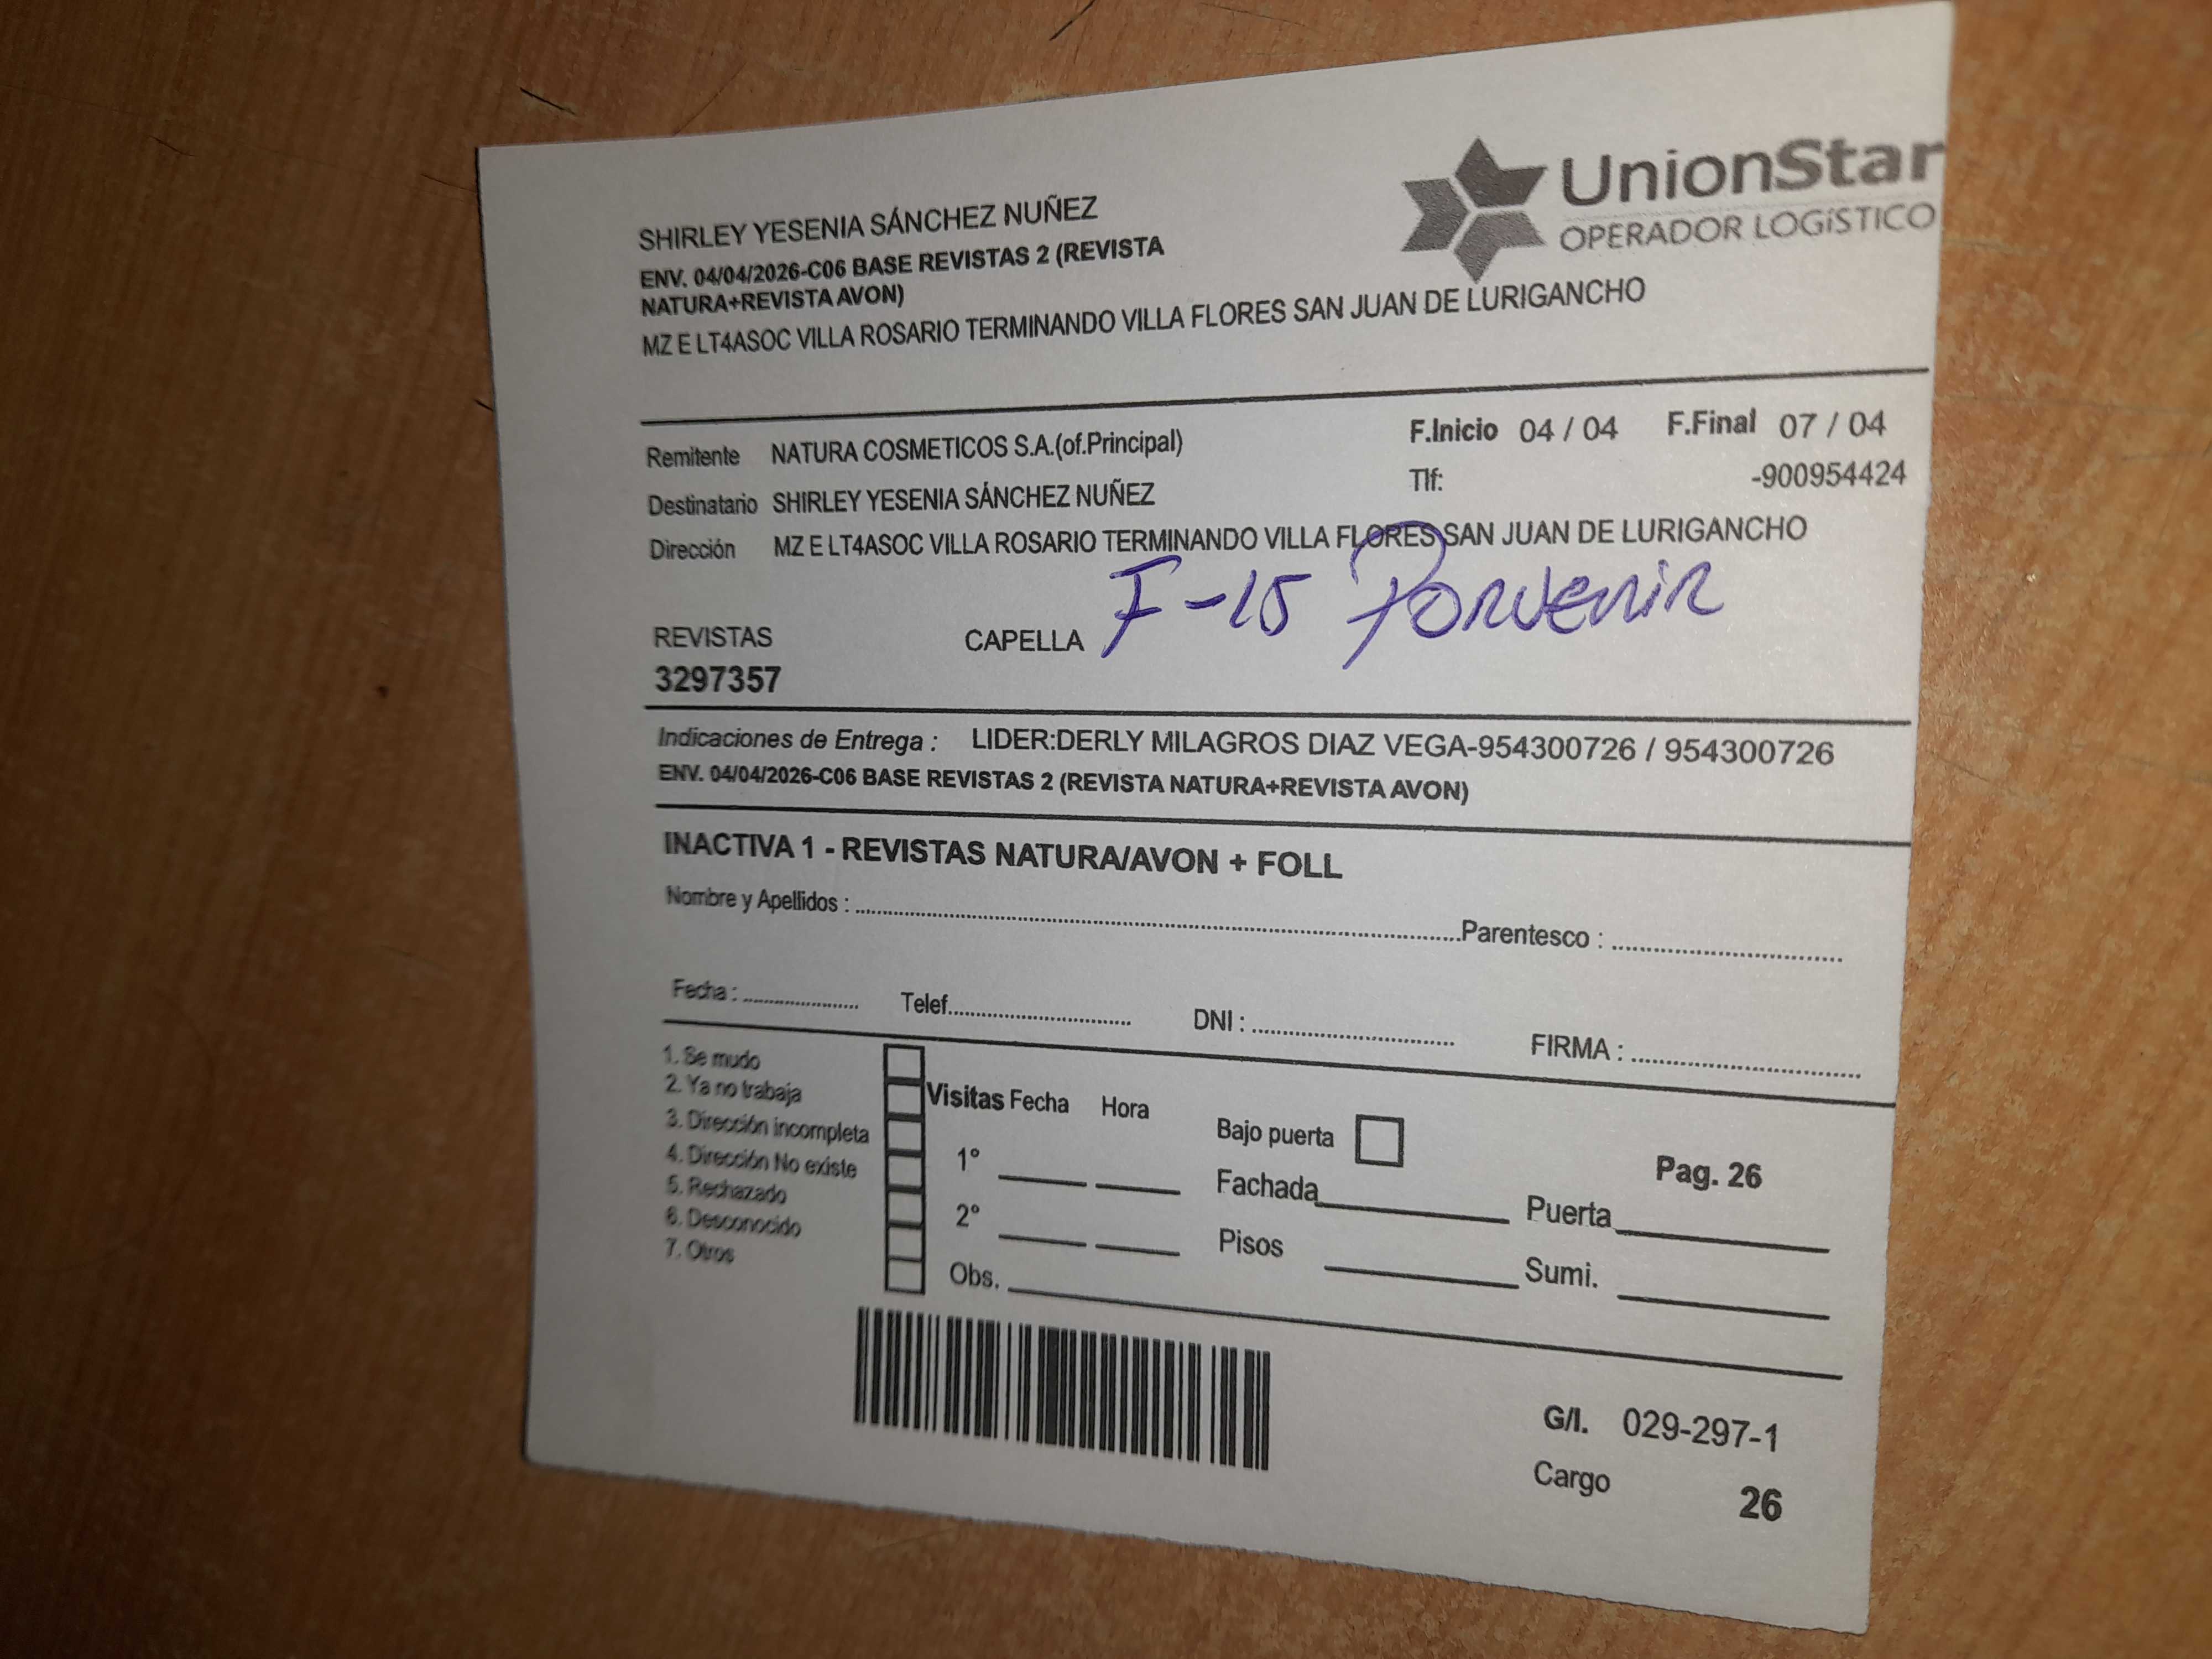 UnionStar
OPERADOR LOGÍSTICO
SHIRLEY YESENIA SÁNCHEZ NUÑEZ
ENV. 04/04/2026-C06 BASE REVISTAS 2 (REVISTA
NATURA+REVISTA AVON)
MZ E LT4ASOC VILLA ROSARIO TERMINANDO VILLA FLORES SAN JUAN DE LURIGANCHO
Remitente NATURA COSMETICOS S.A.(of.Principal) F.Inicio 04 / 04 F.Final 07 / 04
Destinatario SHIRLEY YESENIA SÁNCHEZ NUÑEZ Tlf: -900954424
Dirección MZ E LT4ASOC VILLA ROSARIO TERMINANDO VILLA FLORES SAN JUAN DE LURIGANCHO
F-15 Porvenir
REVISTAS CAPELLA
3297357
Indicaciones de Entrega : LIDER:DERLY MILAGROS DIAZ VEGA-954300726 / 954300726
ENV. 04/04/2026-C06 BASE REVISTAS 2 (REVISTA NATURA+REVISTA AVON)
INACTIVA 1 - REVISTAS NATURA/AVON + FOLL
Nombre y Apellidos : Parentesco :
Fecha : Telef. DNI : FIRMA :
1. Se mudo
2. Ya no trabaja
3. Dirección incompleta
4. Dirección No existe
5. Rechazado
6. Desconocido
7. Otros
Visitas Fecha Hora
1°
2°
Obs.
Bajo puerta
Pag. 26
Fachada Puerta
Pisos Sumi.
G/I. 029-297-1
Cargo 26